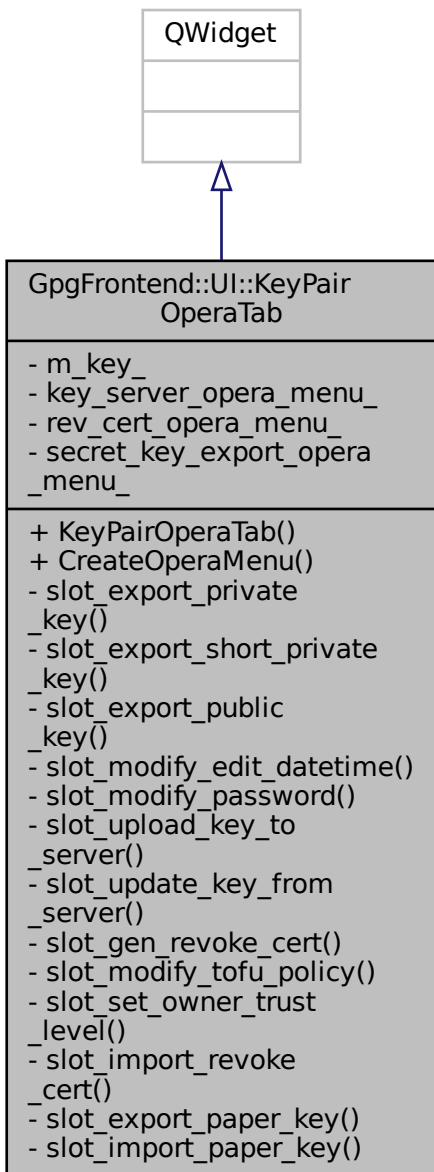 QWidget
GpgFrontend::UI::KeyPair
OperaTab
- m_key_
- key_server_opera_menu_
- rev_cert_opera_menu_
- secret_key_export_opera
_menu_
+ KeyPairOperaTab()
+ CreateOperaMenu()
- slot_export_private
_key()
- slot_export_short_private
_key()
- slot_export_public
_key()
- slot_modify_edit_datetime()
- slot_modify_password()
- slot_upload_key_to
_server()
- slot_update_key_from
_server()
- slot_gen_revoke_cert()
- slot_modify_tofu_policy()
- slot_set_owner_trust
_level()
- slot_import_revoke
_cert()
- slot_export_paper_key()
- slot_import_paper_key()